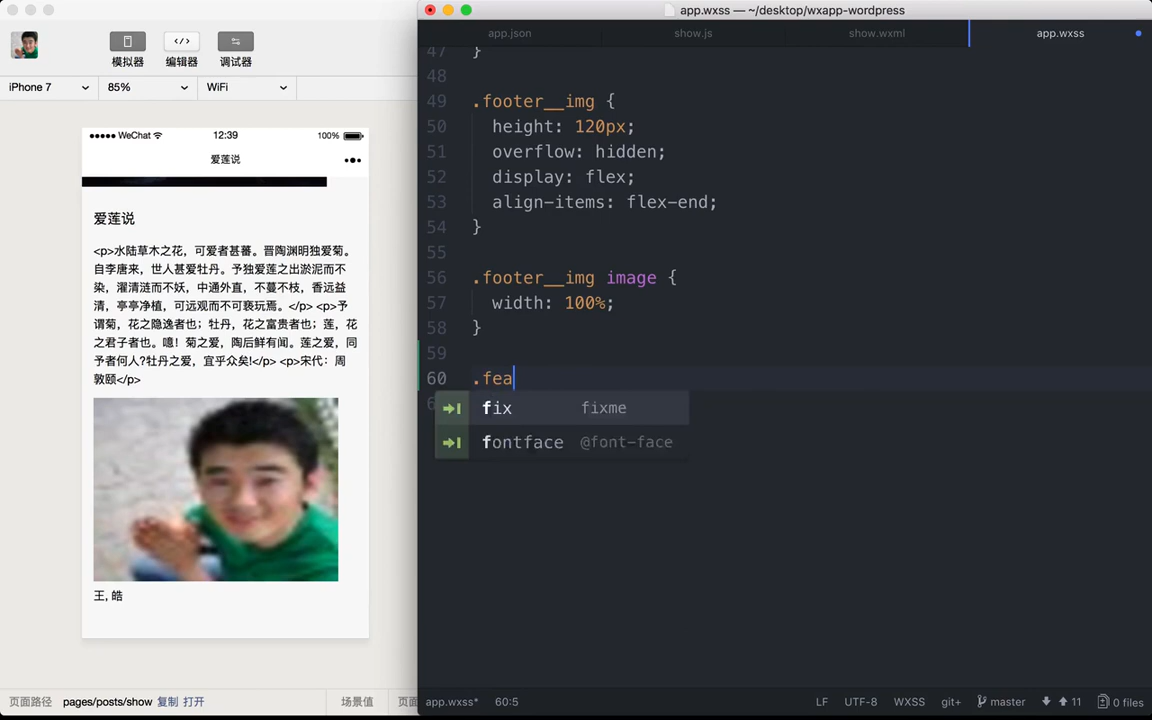 app.wxss — ~/desktop/wxapp-wordpress
app.json
show.js
show.wxml
app.wxss
模拟器
编辑器
调试器
iPhone 7
85%
WiFi
WeChat
12:39
100%
爱莲说
爱莲说
<p>水陆草木之花，可爱者甚蕃。晋陶渊明独爱菊。
自李唐来，世人甚爱牡丹。予独爱莲之出淤泥而不
染，濯清涟而不妖，中通外直，不蔓不枝，香远益
清，亭亭净植，可远观而不可亵玩焉。</p> <p>予
谓菊，花之隐逸者也；牡丹，花之富贵者也；莲，花
之君子者也。噫！菊之爱，陶后鲜有闻。莲之爱，同
予者何人?牡丹之爱，宜乎众矣!</p> <p>宋代：周
敦颐</p>
王, 皓
页面路径
pages/posts/show
复制
打开
场景值
页面
47 }
48
49 .footer__img {
50 height: 120px;
51 overflow: hidden;
52 display: flex;
53 align-items: flex-end;
54 }
55
56 .footer__img image {
57 width: 100%;
58 }
59
60 .fea
fix fixme
fontface @font-face
app.wxss*
60:5
LF
UTF-8
WXSS
git+
master
11
0 files